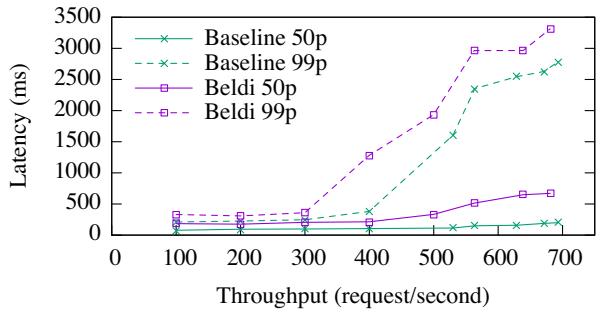 3500
3000
2500
2000
1500
1000
500
0
Latency (ms)
Baseline 50p
Baseline 99p
Beldi 50p
Beldi 99p
0 100 200 300 400 500 600 700
Throughput (request/second)